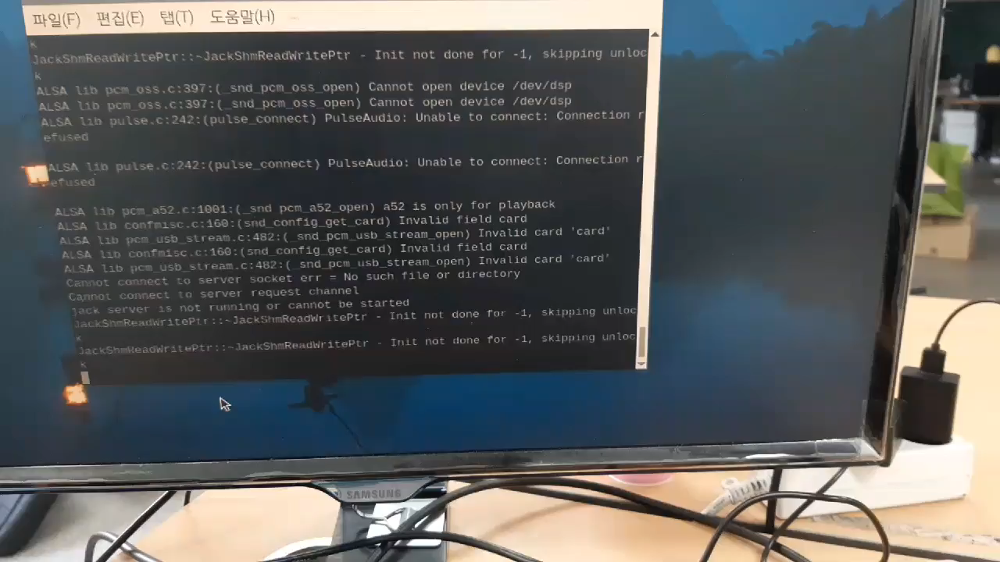 파일(F) 편집(E) 탭(T) 도움말(H)
k
JackShmReadWritePtr::~JackShmReadWritePtr - Init not done for -1, skipping unloc
k
ALSA lib pcm_oss.c:397:(_snd_pcm_oss_open) Cannot open device /dev/dsp
ALSA lib pcm_oss.c:397:(_snd_pcm_oss_open) Cannot open device /dev/dsp
ALSA lib pulse.c:242:(pulse_connect) PulseAudio: Unable to connect: Connection r
efused
ALSA lib pulse.c:242:(pulse_connect) PulseAudio: Unable to connect: Connection r
efused
ALSA lib pcm_a52.c:1001:(_snd_pcm_a52_open) a52 is only for playback
ALSA lib confmisc.c:160:(snd_config_get_card) Invalid field card
ALSA lib pcm_usb_stream.c:482:(_snd_pcm_usb_stream_open) Invalid card 'card'
ALSA lib confmisc.c:160:(snd_config_get_card) Invalid field card
ALSA lib pcm_usb_stream.c:482:(_snd_pcm_usb_stream_open) Invalid card 'card'
Cannot connect to server socket err = No such file or directory
Cannot connect to server request channel
jack server is not running or cannot be started
JackShmReadWritePtr::~JackShmReadWritePtr - Init not done for -1, skipping unloc
k
JackShmReadWritePtr::~JackShmReadWritePtr - Init not done for -1, skipping unloc
k
SAMSUNG